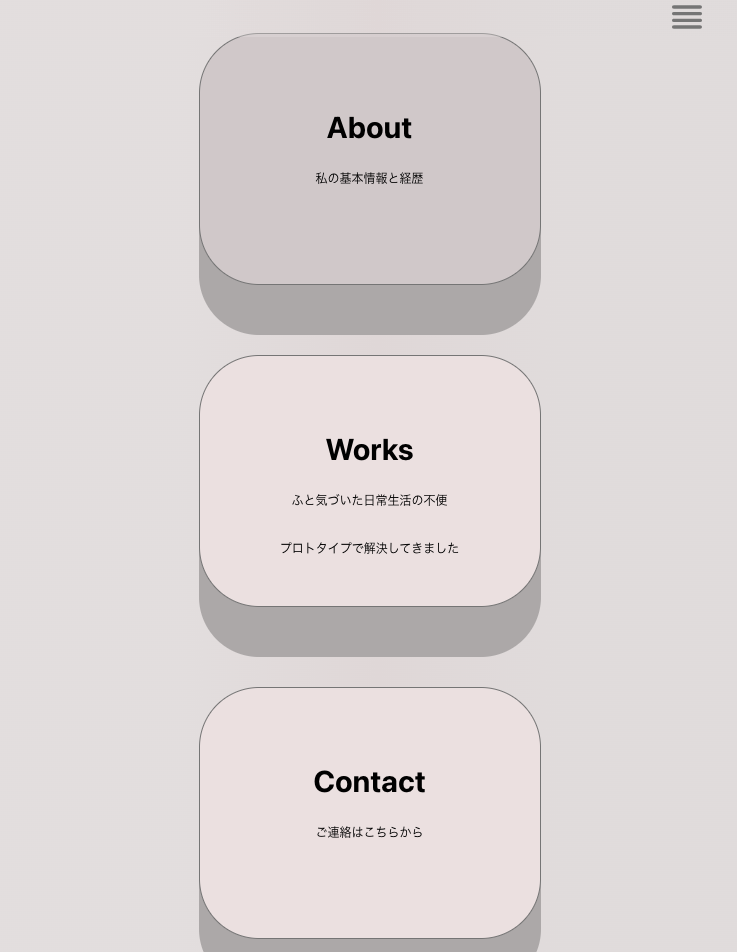 About
私の基本情報と経歴
Works
ふと気づいた日常生活の不便
プロトタイプで解決してきました
Contact
ご連絡はこちらから